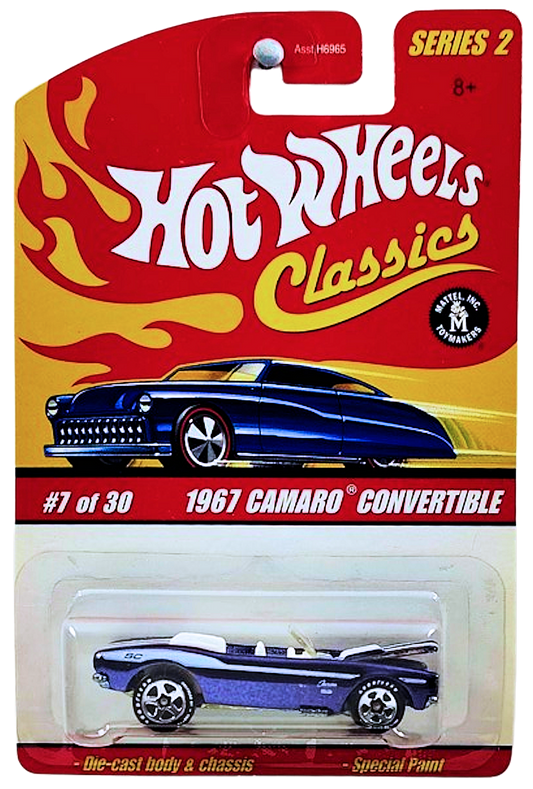 Asst.H6965
SERIES 2
8+
HOT WHEELS
Classics
MATTEL, INC.
M
TOYMAKERS
#7 of 30 1967 CAMARO® CONVERTIBLE
SC
Camaro
- Die-cast body & chassis - Special Paint